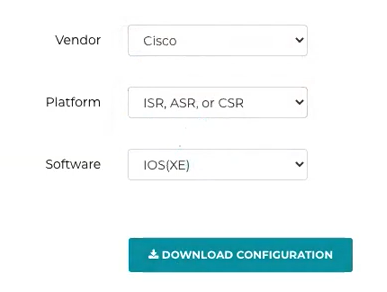 Vendor Cisco
Platform ISR, ASR, or CSR
Software IOS(XE)
DOWNLOAD CONFIGURATION